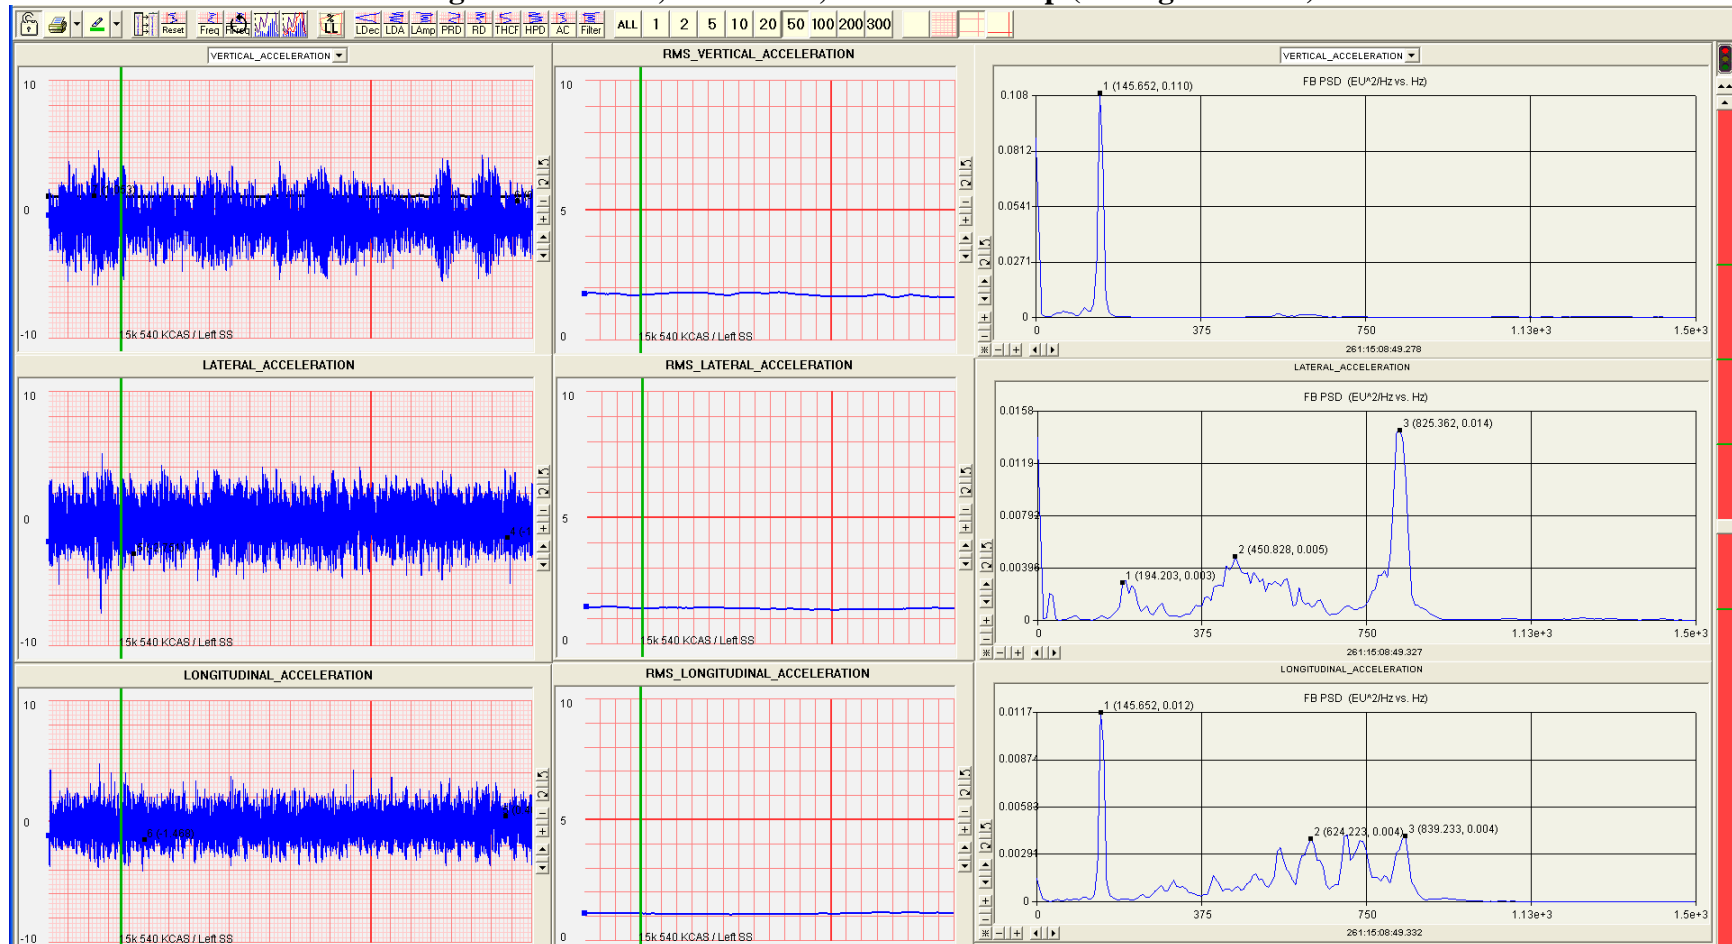 Reset Freq LL LDec LDA LAmp PRD RD THCF HPD AC Filter ALL 1 2 5 10 20 50 100 200 300
VERTICAL_ACCELERATION
10
0
-10
15k 540 KCAS / Left SS
RMS_VERTICAL_ACCELERATION
10
5
0
15k 540 KCAS / Left SS
VERTICAL_ACCELERATION
FB PSD (EU^2/Hz vs. Hz)
1 (145.652, 0.110)
0.108
0.0812
0.0541
0.0271
0
0 375 750 1.13e+3 1.5e+3
261:15:08:49.278
LATERAL_ACCELERATION
10
0
-10
15k 540 KCAS / Left SS
RMS_LATERAL_ACCELERATION
10
5
0
15k 540 KCAS / Left SS
LATERAL_ACCELERATION
FB PSD (EU^2/Hz vs. Hz)
0.0158
3 (825.362, 0.014)
0.0119
0.00792
2 (450.828, 0.005)
0.00396
1 (194.203, 0.003)
0
0 375 750 1.13e+3 1.5e+3
261:15:08:49.327
LONGITUDINAL_ACCELERATION
10
0
-10
15k 540 KCAS / Left SS
RMS_LONGITUDINAL_ACCELERATION
10
5
0
15k 540 KCAS / Left SS
LONGITUDINAL_ACCELERATION
FB PSD (EU^2/Hz vs. Hz)
1 (145.652, 0.012)
0.0117
0.00874
0.00583
2 (624.223, 0.004) 3 (839.233, 0.004)
0.00294
0
0 375 750 1.13e+3 1.5e+3
261:15:08:49.332